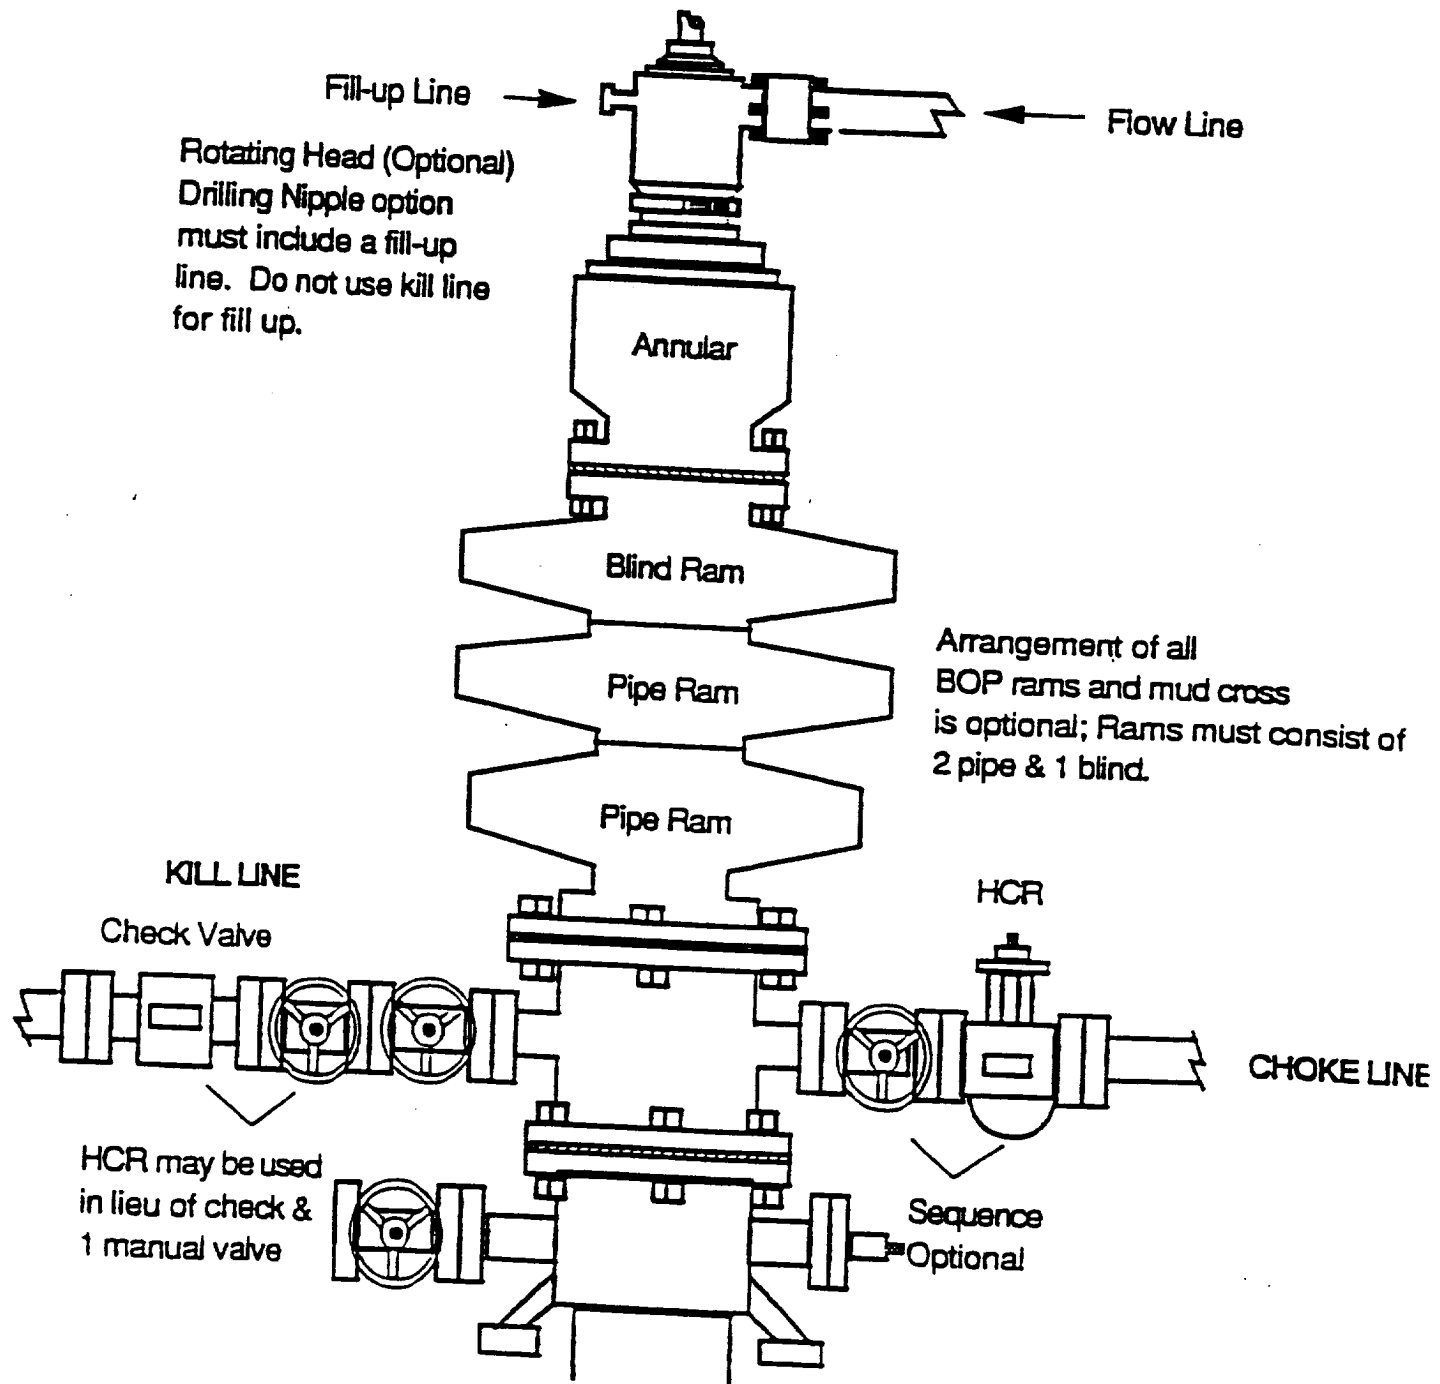 Fill-up Line
Flow Line
Rotating Head (Optional)
Drilling Nipple option
must include a fill-up
line. Do not use kill line
for fill up.
Annular
Blind Ram
Pipe Ram
Arrangement of all
BOP rams and mud cross
is optional; Rams must consist of
2 pipe & 1 blind.
Pipe Ram
KILL LINE
Check Valve
HCR
CHOKE LINE
HCR may be used
in lieu of check &
1 manual valve
Sequence
Optional